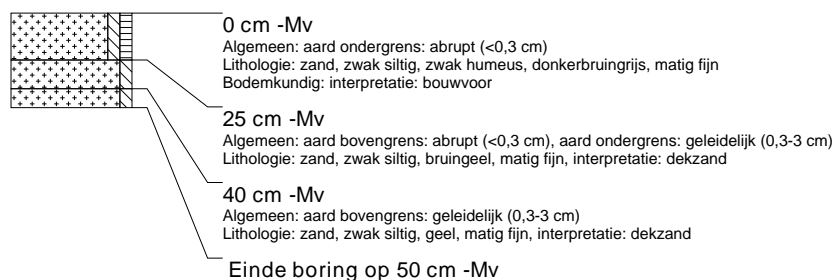 0 cm -Mv
Algemeen: aard ondergrens: abrupt (<0,3 cm)
Lithologie: zand, zwak siltig, zwak humeus, donkerbruingrijs, matig fijn
Bodemkundig: interpretatie: bouwvoor
25 cm -Mv
Algemeen: aard bovengrens: abrupt (<0,3 cm), aard ondergrens: geleidelijk (0,3-3 cm)
Lithologie: zand, zwak siltig, bruingeel, matig fijn, interpretatie: dekzand
40 cm -Mv
Algemeen: aard bovengrens: geleidelijk (0,3-3 cm)
Lithologie: zand, zwak siltig, geel, matig fijn, interpretatie: dekzand
Einde boring op 50 cm -Mv